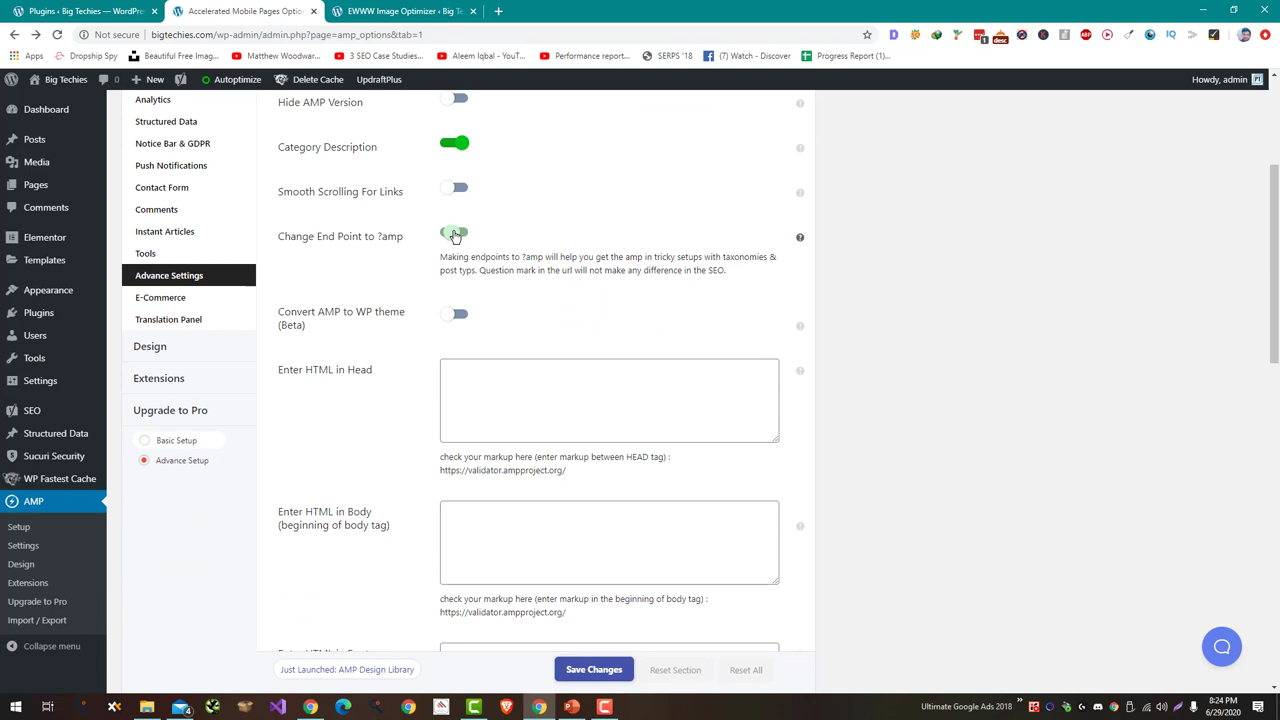 Plugins ‹ Big Techies — WordPre
Accelerated Mobile Pages Optio
EWWW Image Optimizer ‹ Big Te
Not secure
bigtechies.com/wp-admin/admin.php?page=amp_options&tab=1
Apps
Dropship Spy
Beautiful Free Imag...
Matthew Woodwar...
3 SEO Case Studies...
Aleem Iqbal - YouT...
Performance report...
SERPS '18
(7) Watch - Discover
Progress Report (1)...
Big Techies
0
New
Autoptimize
Delete Cache
UpdraftPlus
Howdy, admin
Dashboard
Posts
Media
Pages
Comments
Elementor
Templates
Appearance
Plugins
Users
Tools
Settings
SEO
Structured Data
Sucuri Security
WP Fastest Cache
AMP
Setup
Settings
Design
Extensions
Upgrade to Pro
Import / Export
Collapse menu
Analytics
Structured Data
Notice Bar & GDPR
Push Notifications
Contact Form
Comments
Instant Articles
Tools
Advance Settings
E-Commerce
Translation Panel
Design
Extensions
Upgrade to Pro
Basic Setup
Advance Setup
Hide AMP Version
Category Description
Smooth Scrolling For Links
Change End Point to ?amp
Making endpoints to ?amp will help you get the amp in tricky setups with taxonomies &
post typs. Question mark in the url will not make any difference in the SEO.
Convert AMP to WP theme
(Beta)
Enter HTML in Head
check your markup here (enter markup between HEAD tag) :
https://validator.ampproject.org/
Enter HTML in Body
(beginning of body tag)
check your markup here (enter markup in the beginning of body tag) :
https://validator.ampproject.org/
Just Launched: AMP Design Library
Save Changes
Reset Section
Reset All
Ultimate Google Ads 2018
8:24 PM
6/29/2020